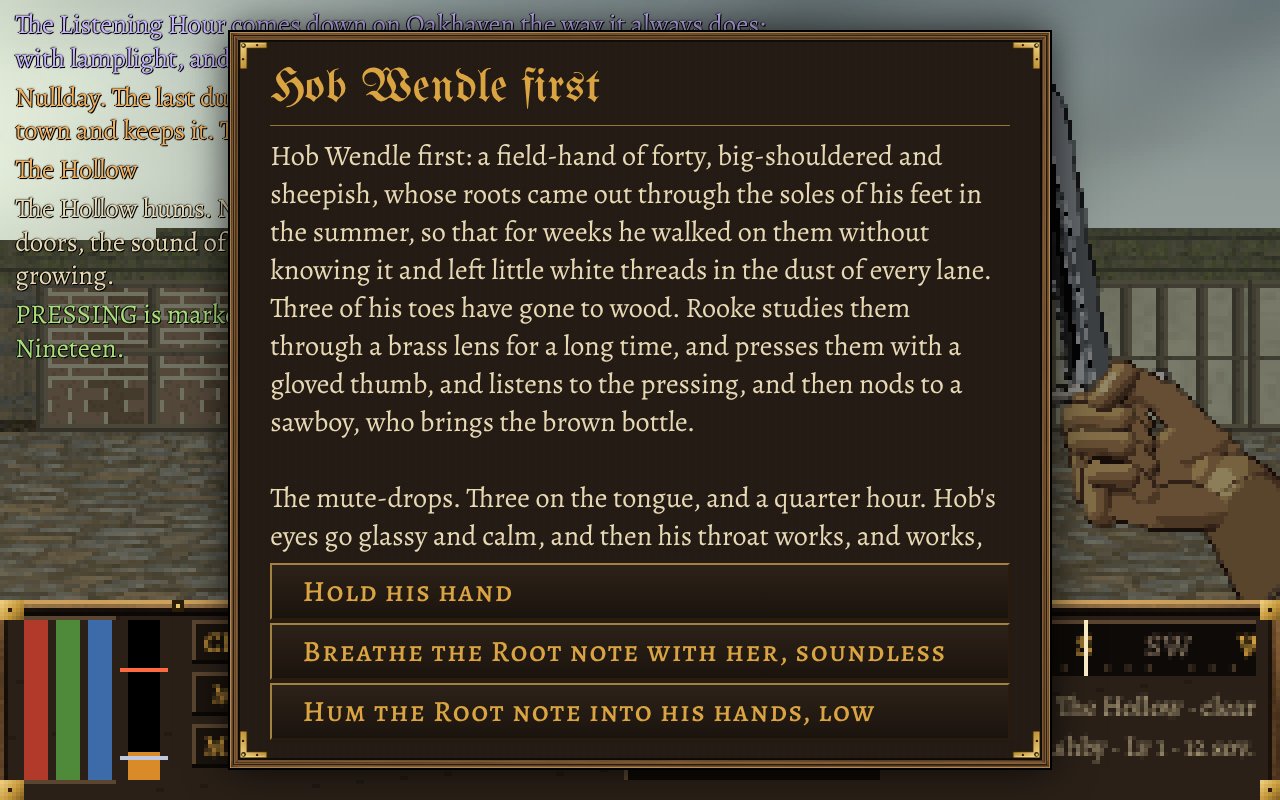 The Listening Hour comes down on Oakhaven the way it always does:
with lamplight, and
Nullday. The last du
town and keeps it. T
The Hollow
The Hollow hums. N
doors, the sound of
growing.
PRESSING is marke
Nineteen.
Hob Wendle first
Hob Wendle first: a field-hand of forty, big-shouldered and
sheepish, whose roots came out through the soles of his feet in
the summer, so that for weeks he walked on them without
knowing it and left little white threads in the dust of every lane.
Three of his toes have gone to wood. Rooke studies them
through a brass lens for a long time, and presses them with a
gloved thumb, and listens to the pressing, and then nods to a
sawboy, who brings the brown bottle.
The mute-drops. Three on the tongue, and a quarter hour. Hob's
eyes go glassy and calm, and then his throat works, and works,
Hold his hand
Breathe the Root note with her, soundless
Hum the Root note into his hands, low
S SW W
The Hollow - clear
Lv 1 - 12 sov.